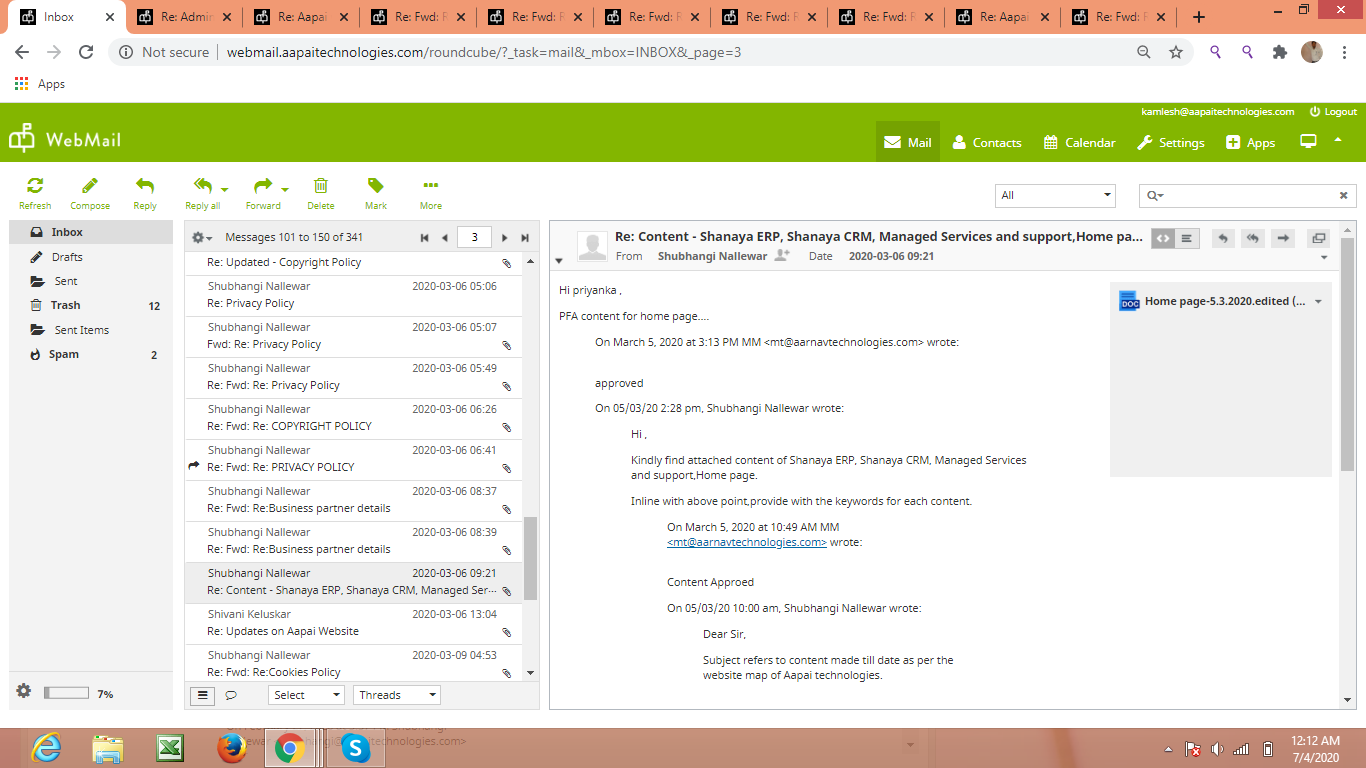 Inbox
Re: Admin
Re: Aapai
Re: Fwd: R
Re: Fwd: R
Re: Fwd: R
Re: Fwd: R
Re: Fwd: R
Re: Aapai
Re: Fwd: R
Not secure
webmail.aapaitechnologies.com/roundcube/?_task=mail&_mbox=INBOX&_page=3
Apps
kamlesh@aapaitechnologies.com
Logout
WebMail
Mail
Contacts
Calendar
Settings
Apps
Refresh
Compose
Reply
Reply all
Forward
Delete
Mark
More
All
Inbox
Drafts
Sent
Trash 12
Sent Items
Spam 2
7%
Messages 101 to 150 of 341
3
Re: Updated - Copyright Policy
Shubhangi Nallewar 2020-03-06 05:06
Re: Privacy Policy
Shubhangi Nallewar 2020-03-06 05:07
Fwd: Re: Privacy Policy
Shubhangi Nallewar 2020-03-06 05:49
Re: Fwd: Re: Privacy Policy
Shubhangi Nallewar 2020-03-06 06:26
Re: Fwd: Re: COPYRIGHT POLICY
Shubhangi Nallewar 2020-03-06 06:41
Re: Fwd: Re: PRIVACY POLICY
Shubhangi Nallewar 2020-03-06 08:37
Re: Fwd: Re:Business partner details
Shubhangi Nallewar 2020-03-06 08:39
Re: Fwd: Re:Business partner details
Shubhangi Nallewar 2020-03-06 09:21
Re: Content - Shanaya ERP, Shanaya CRM, Managed Ser...
Shivani Keluskar 2020-03-06 13:04
Re: Updates on Aapai Website
Shubhangi Nallewar 2020-03-09 04:53
Re: Fwd: Re:Cookies Policy
Select
Threads
Re: Content - Shanaya ERP, Shanaya CRM, Managed Services and support,Home pa...
From Shubhangi Nallewar Date 2020-03-06 09:21
Hi priyanka ,
PFA content for home page....
On March 5, 2020 at 3:13 PM MM <mt@aarnavtechnologies.com> wrote:
approved
On 05/03/20 2:28 pm, Shubhangi Nallewar wrote:
Hi ,
Kindly find attached content of Shanaya ERP, Shanaya CRM, Managed Services
and support,Home page.
Inline with above point,provide with the keywords for each content.
On March 5, 2020 at 10:49 AM MM
<mt@aarnavtechnologies.com> wrote:
Content Approed
On 05/03/20 10:00 am, Shubhangi Nallewar wrote:
Dear Sir,
Subject refers to content made till date as per the
website map of Aapai technologies.
DOC
Home page-5.3.2020.edited (...
12:12 AM
7/4/2020